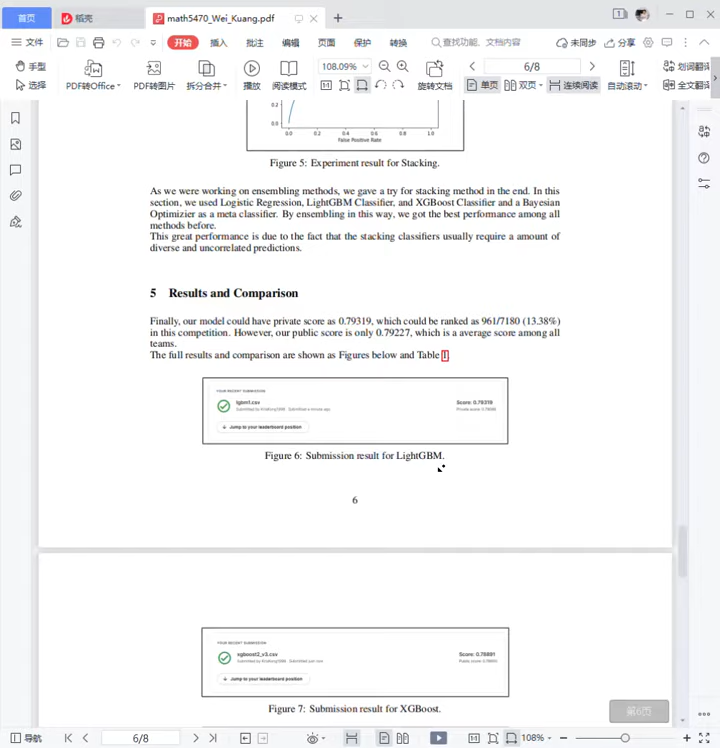 首页
稻壳
math5470_Wei_Kuang.pdf
1
文件
开始
插入
批注
编辑
页面
保护
转换
查找功能、文档内容
未同步
分享
手型
选择
PDF转Office
PDF转图片
拆分合并
播放
阅读模式
108.09%
1:1
旋转文档
6/8
单页
双页
连续阅读
自动滚动
划词翻译
全文翻译
0.2
0.0
0.0 0.2 0.4 0.6 0.8 1.0
False Positive Rate
Figure 5: Experiment result for Stacking.
As we were working on ensembling methods, we gave a try for stacking method in the end. In this
section, we used Logistic Regression, LightGBM Classifier, and XGBoost Classifier and a Bayesian
Optimizier as a meta classifier. By ensembling in this way, we got the best performance among all
methods before.
This great performance is due to the fact that the stacking classifiers usually require a amount of
diverse and uncorrelated predictions.
5 Results and Comparison
Finally, our model could have private score as 0.79319, which could be ranked as 961/7180 (13.38%)
in this competition. However, our public score is only 0.79227, which is a average score among all
teams.
The full results and comparison are shown as Figures below and Table 1.
YOUR RECENT SUBMISSION
lgbm1.csv
Score: 0.79319
Jump to your leaderboard position
Figure 6: Submission result for LightGBM.
6
YOUR RECENT SUBMISSION
xgboost2_v3.csv
Submitted just now
Jump to your leaderboard position
Figure 7: Submission result for XGBoost.
第6页
导航
6/8
108%